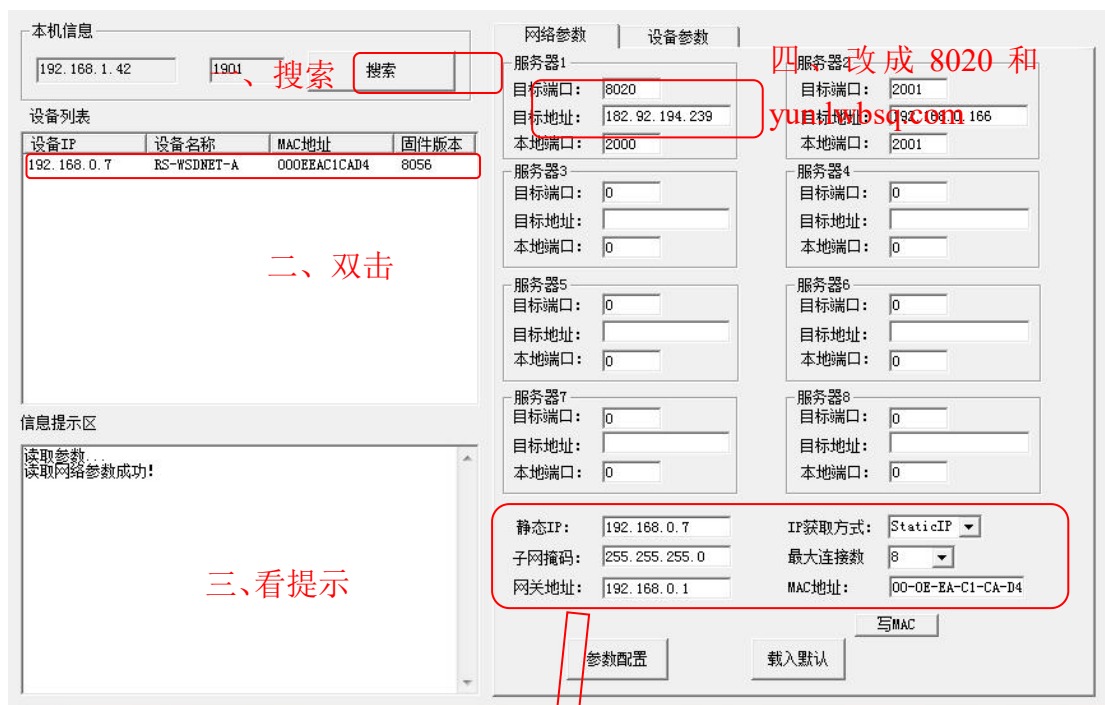 本机信息
192.168.1.42
1901
搜索
一、搜索
设备列表
设备IP 设备名称 MAC地址 固件版本
192.168.0.7 RS-WSDNET-A 000EEAC1CAD4 8056
二、双击
信息提示区
读取参数...
读取网络参数成功!
三、看提示
网络参数 设备参数
服务器1
目标端口: 8020
目标地址: 182.92.194.239
本地端口: 2000
服务器2
目标端口: 2001
目标地址: 192.168.0.166
本地端口: 2001
四、改成 8020 和
yun.lwbsq.com
服务器3
目标端口: 0
目标地址:
本地端口: 0
服务器4
目标端口: 0
目标地址:
本地端口: 0
服务器5
目标端口: 0
目标地址:
本地端口: 0
服务器6
目标端口: 0
目标地址:
本地端口: 0
服务器7
目标端口: 0
目标地址:
本地端口: 0
服务器8
目标端口: 0
目标地址:
本地端口: 0
静态IP: 192.168.0.7
IP获取方式: StaticIP
子网掩码: 255.255.255.0
最大连接数 8
网关地址: 192.168.0.1
MAC地址: 00-0E-EA-C1-CA-D4
写MAC
参数配置
载入默认